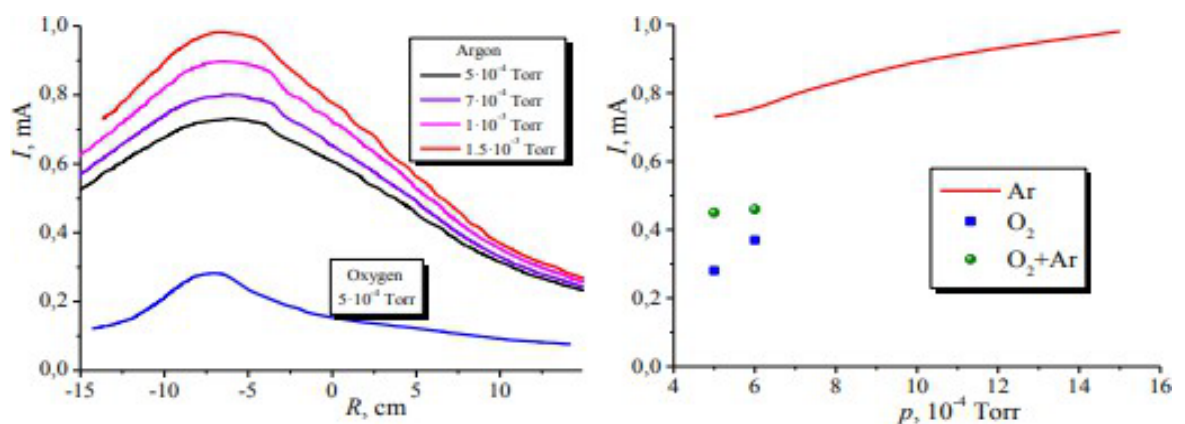 1,0
0,8
0,6
0,4
0,2
0,0
I, mA
Argon
5·10⁻⁴ Torr
7·10⁻⁴ Torr
1·10⁻³ Torr
1.5·10⁻³ Torr
Oxygen
5·10⁻⁴ Torr
-15 -10 -5 0 5 10
R, cm
1,0
0,8
0,6
0,4
0,2
0,0
I, mA
Ar
O₂
O₂+Ar
4 6 8 10 12 14 16
p, 10⁻⁴ Torr